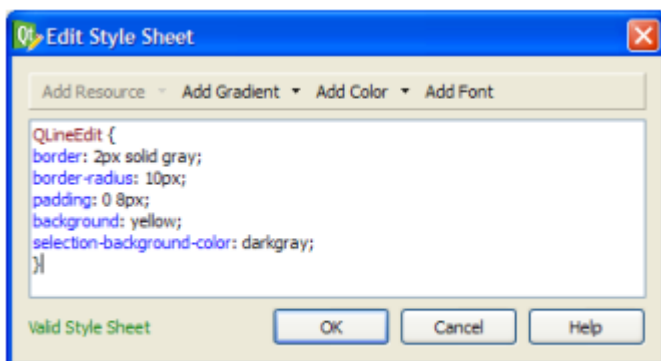 Qt Edit Style Sheet
Add Resource Add Gradient Add Color Add Font
QLineEdit {
border: 2px solid gray;
border-radius: 10px;
padding: 0 8px;
background: yellow;
selection-background-color: darkgray;
}
Valid Style Sheet OK Cancel Help